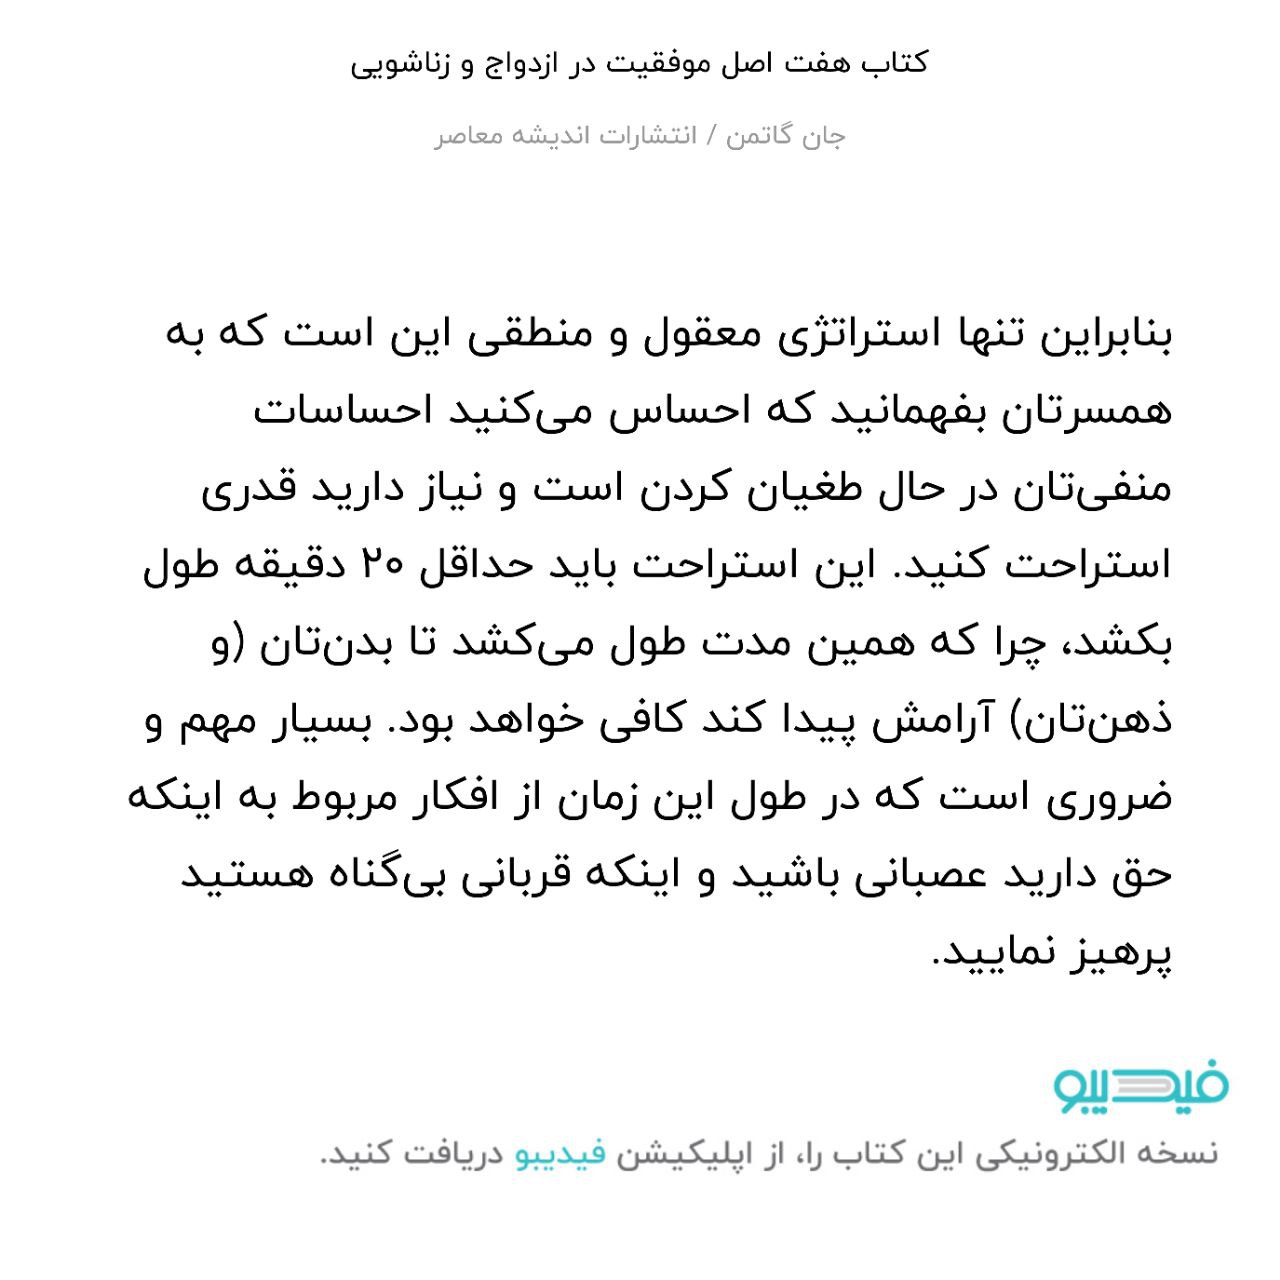 کتاب هفت اصل موفقیت در ازدواج و زناشویی
جان گاتمن / انتشارات اندیشه معاصر
بنابراین تنها استراتژی معقول و منطقی این است که به
همسرتان بفهمانید که احساس می‌کنید احساسات
منفی‌تان در حال طغیان کردن است و نیاز دارید قدری
استراحت کنید. این استراحت باید حداقل ۲۰ دقیقه طول
بکشد، چرا که همین مدت طول می‌کشد تا بدن‌تان (و
ذهن‌تان) آرامش پیدا کند کافی خواهد بود. بسیار مهم و
ضروری است که در طول این زمان از افکار مربوط به اینکه
حق دارید عصبانی باشید و اینکه قربانی بی‌گناه هستید
پرهیز نمایید.
فیدیبو
نسخه الکترونیکی این کتاب را، از اپلیکیشن فیدیبو دریافت کنید.